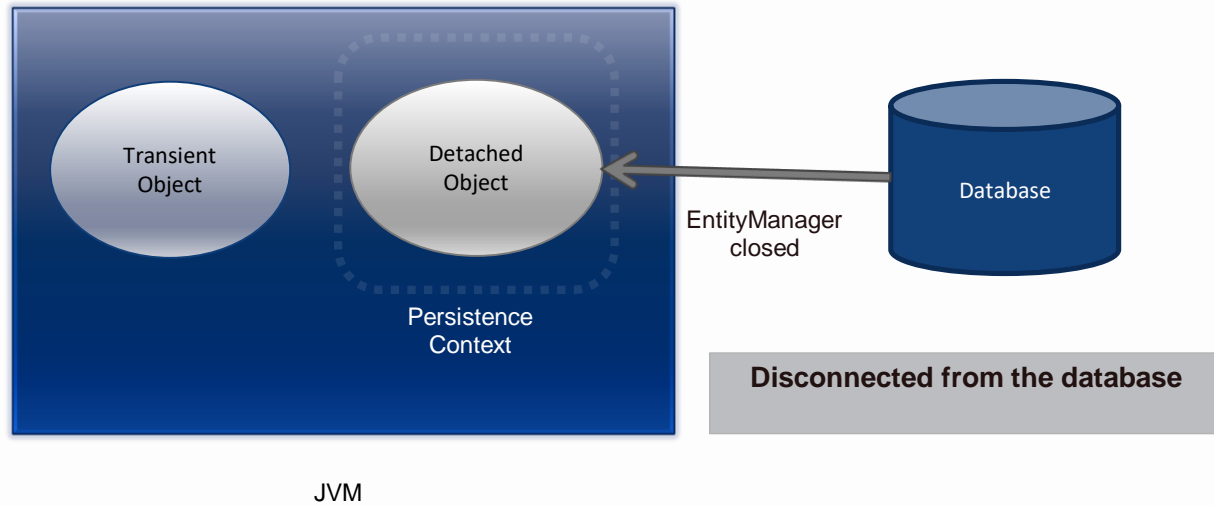 Transient
Object
Detached
Object
Database
EntityManager
closed
Persistence
Context
Disconnected from the database
JVM